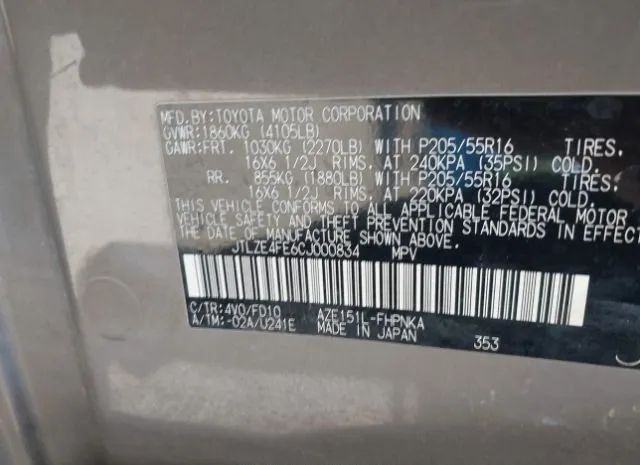 MFD.BY:TOYOTA MOTOR CORPORATION
GVWR:1860KG (4105LB)
GAWR:FRT. 1030KG (2270LB) WITH P205/55R16 TIRES.
16X6 1/2J RIMS. AT 240KPA (35PSI) COLD.
RR. 855KG (1880LB) WITH P205/55R16 TIRES.
16X6 1/2J RIMS. AT 220KPA (32PSI) COLD.
THIS VEHICLE CONFORMS TO ALL APPLICABLE FEDERAL MOTOR
VEHICLE SAFETY AND THEFT PREVENTION STANDARDS IN EFFECT
THE DATE OF MANUFACTURE SHOWN ABOVE.
JTLZE4FE6CJ000834 MPV
C/TR:4V0/FD10 AZE151L-FHPNKA
A/TM:-02A/U241E MADE IN JAPAN
353